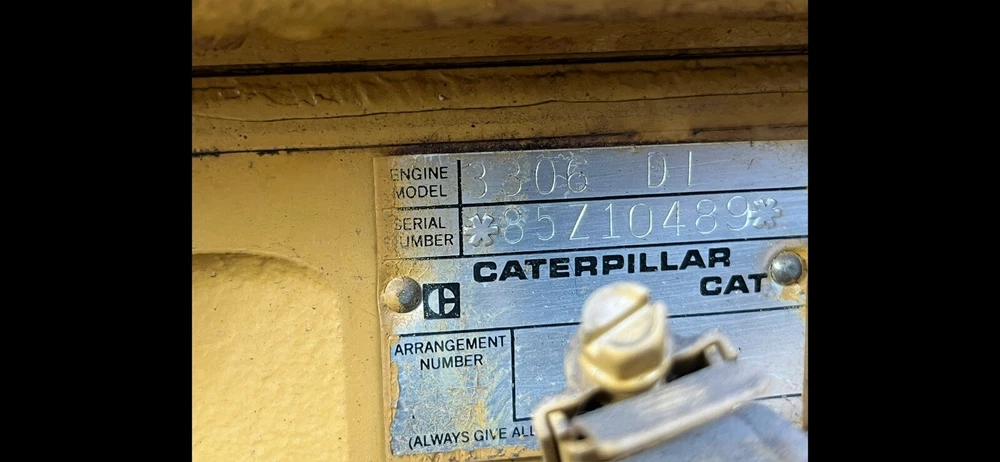 ENGINE MODEL 3306 DI
SERIAL NUMBER *85Z10489*
CATERPILLAR
CAT
ARRANGEMENT
NUMBER
(ALWAYS GIVE ALL